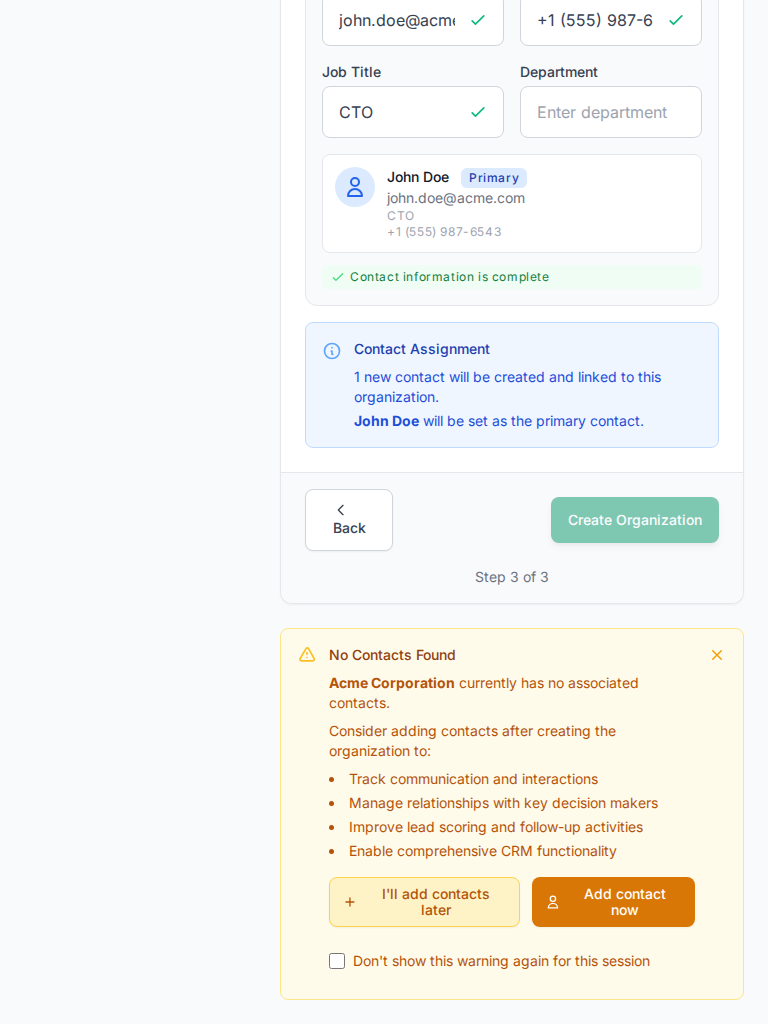 john.doe@acme
+1 (555) 987-6
Job Title
Department
CTO
Enter department
John Doe Primary
john.doe@acme.com
CTO
+1 (555) 987-6543
Contact information is complete
Contact Assignment
1 new contact will be created and linked to this
organization.
John Doe will be set as the primary contact.
Back
Create Organization
Step 3 of 3
No Contacts Found
Acme Corporation currently has no associated
contacts.
Consider adding contacts after creating the
organization to:
• Track communication and interactions
• Manage relationships with key decision makers
• Improve lead scoring and follow-up activities
• Enable comprehensive CRM functionality
I'll add contacts
later
Add contact
now
Don't show this warning again for this session